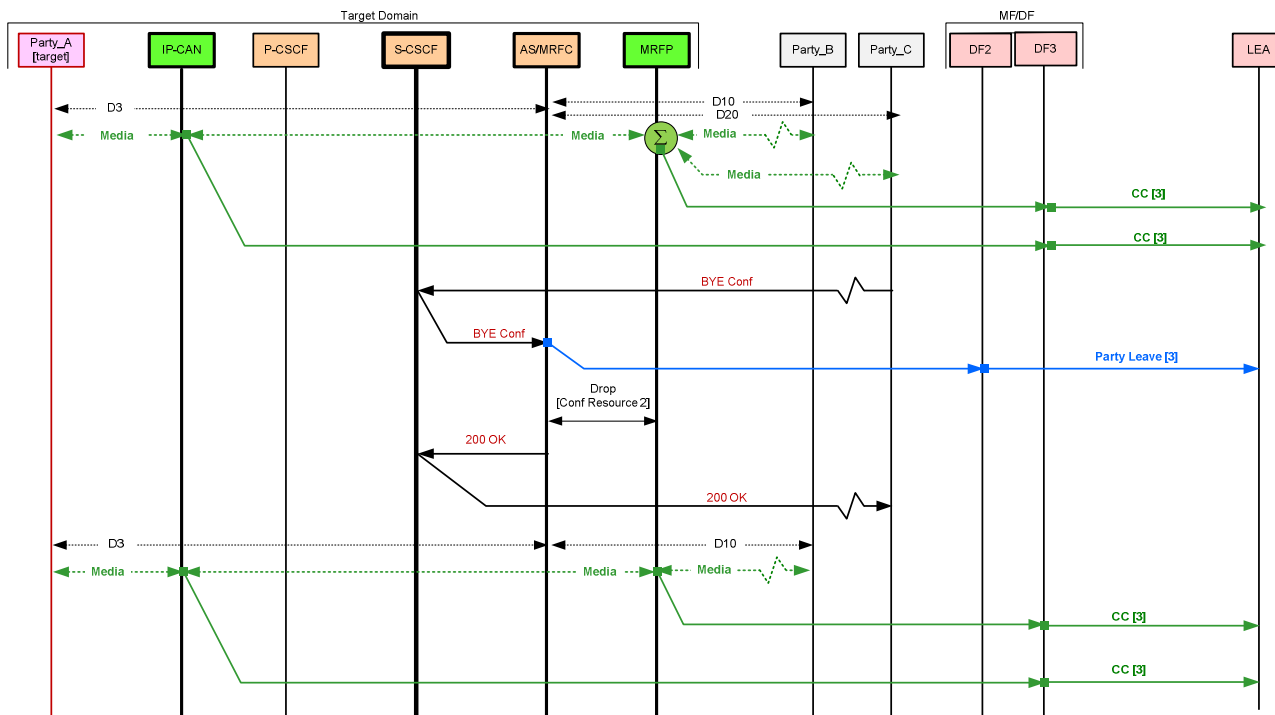 Target Domain
MF/DF
Party_A
[target]
IP-CAN
P-CSCF
S-CSCF
AS/MRFC
MRFP
Party_B
Party_C
DF2
DF3
LEA
D3
D10
D20
Media
Media
Σ
Media
Media
CC [3]
CC [3]
BYE Conf
BYE Conf
Party Leave [3]
Drop
[Conf Resource 2]
200 OK
200 OK
D3
D10
Media
Media
Media
CC [3]
CC [3]